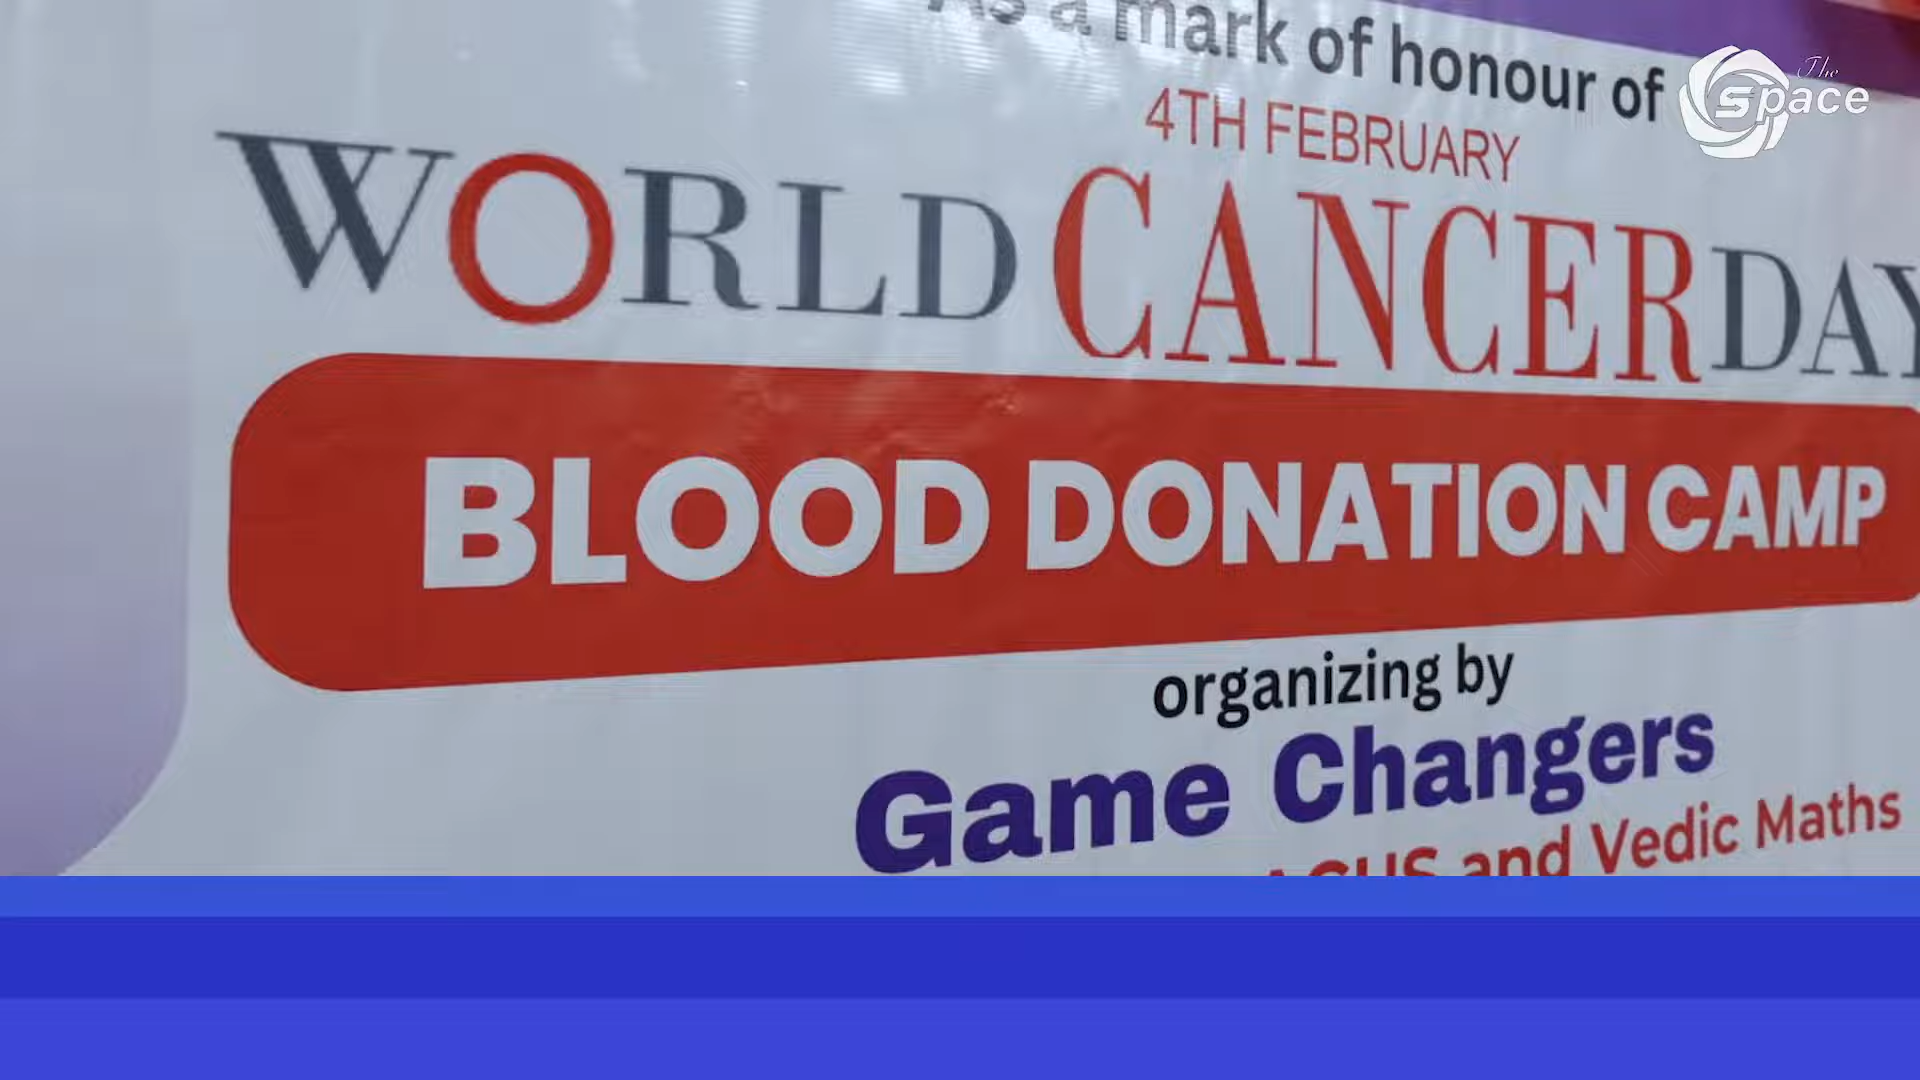 As a mark of honour of
4TH FEBRUARY
WORLD CANCER DAY
BLOOD DONATION CAMP
organizing by
Game Changers
and Vedic Maths
The Space